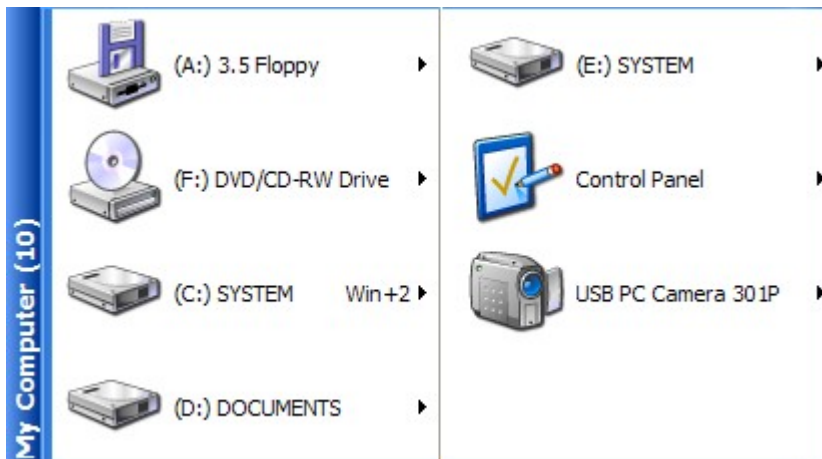 My Computer (10)
(A:) 3.5 Floppy
(F:) DVD/CD-RW Drive
(C:) SYSTEM Win+2
(D:) DOCUMENTS
(E:) SYSTEM
Control Panel
USB PC Camera 301P